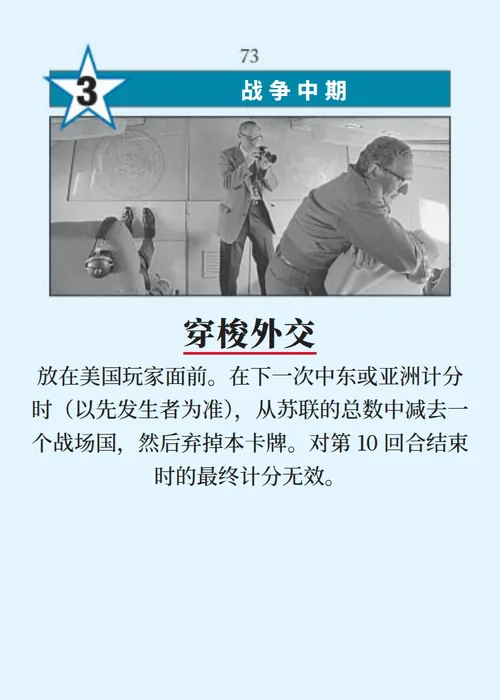 73
3
战争中期
穿梭外交
放在美国玩家面前。在下一次中东或亚洲计分
时（以先发生者为准），从苏联的总数中减去一
个战场国，然后弃掉本卡牌。对第 10 回合结束
时的最终计分无效。